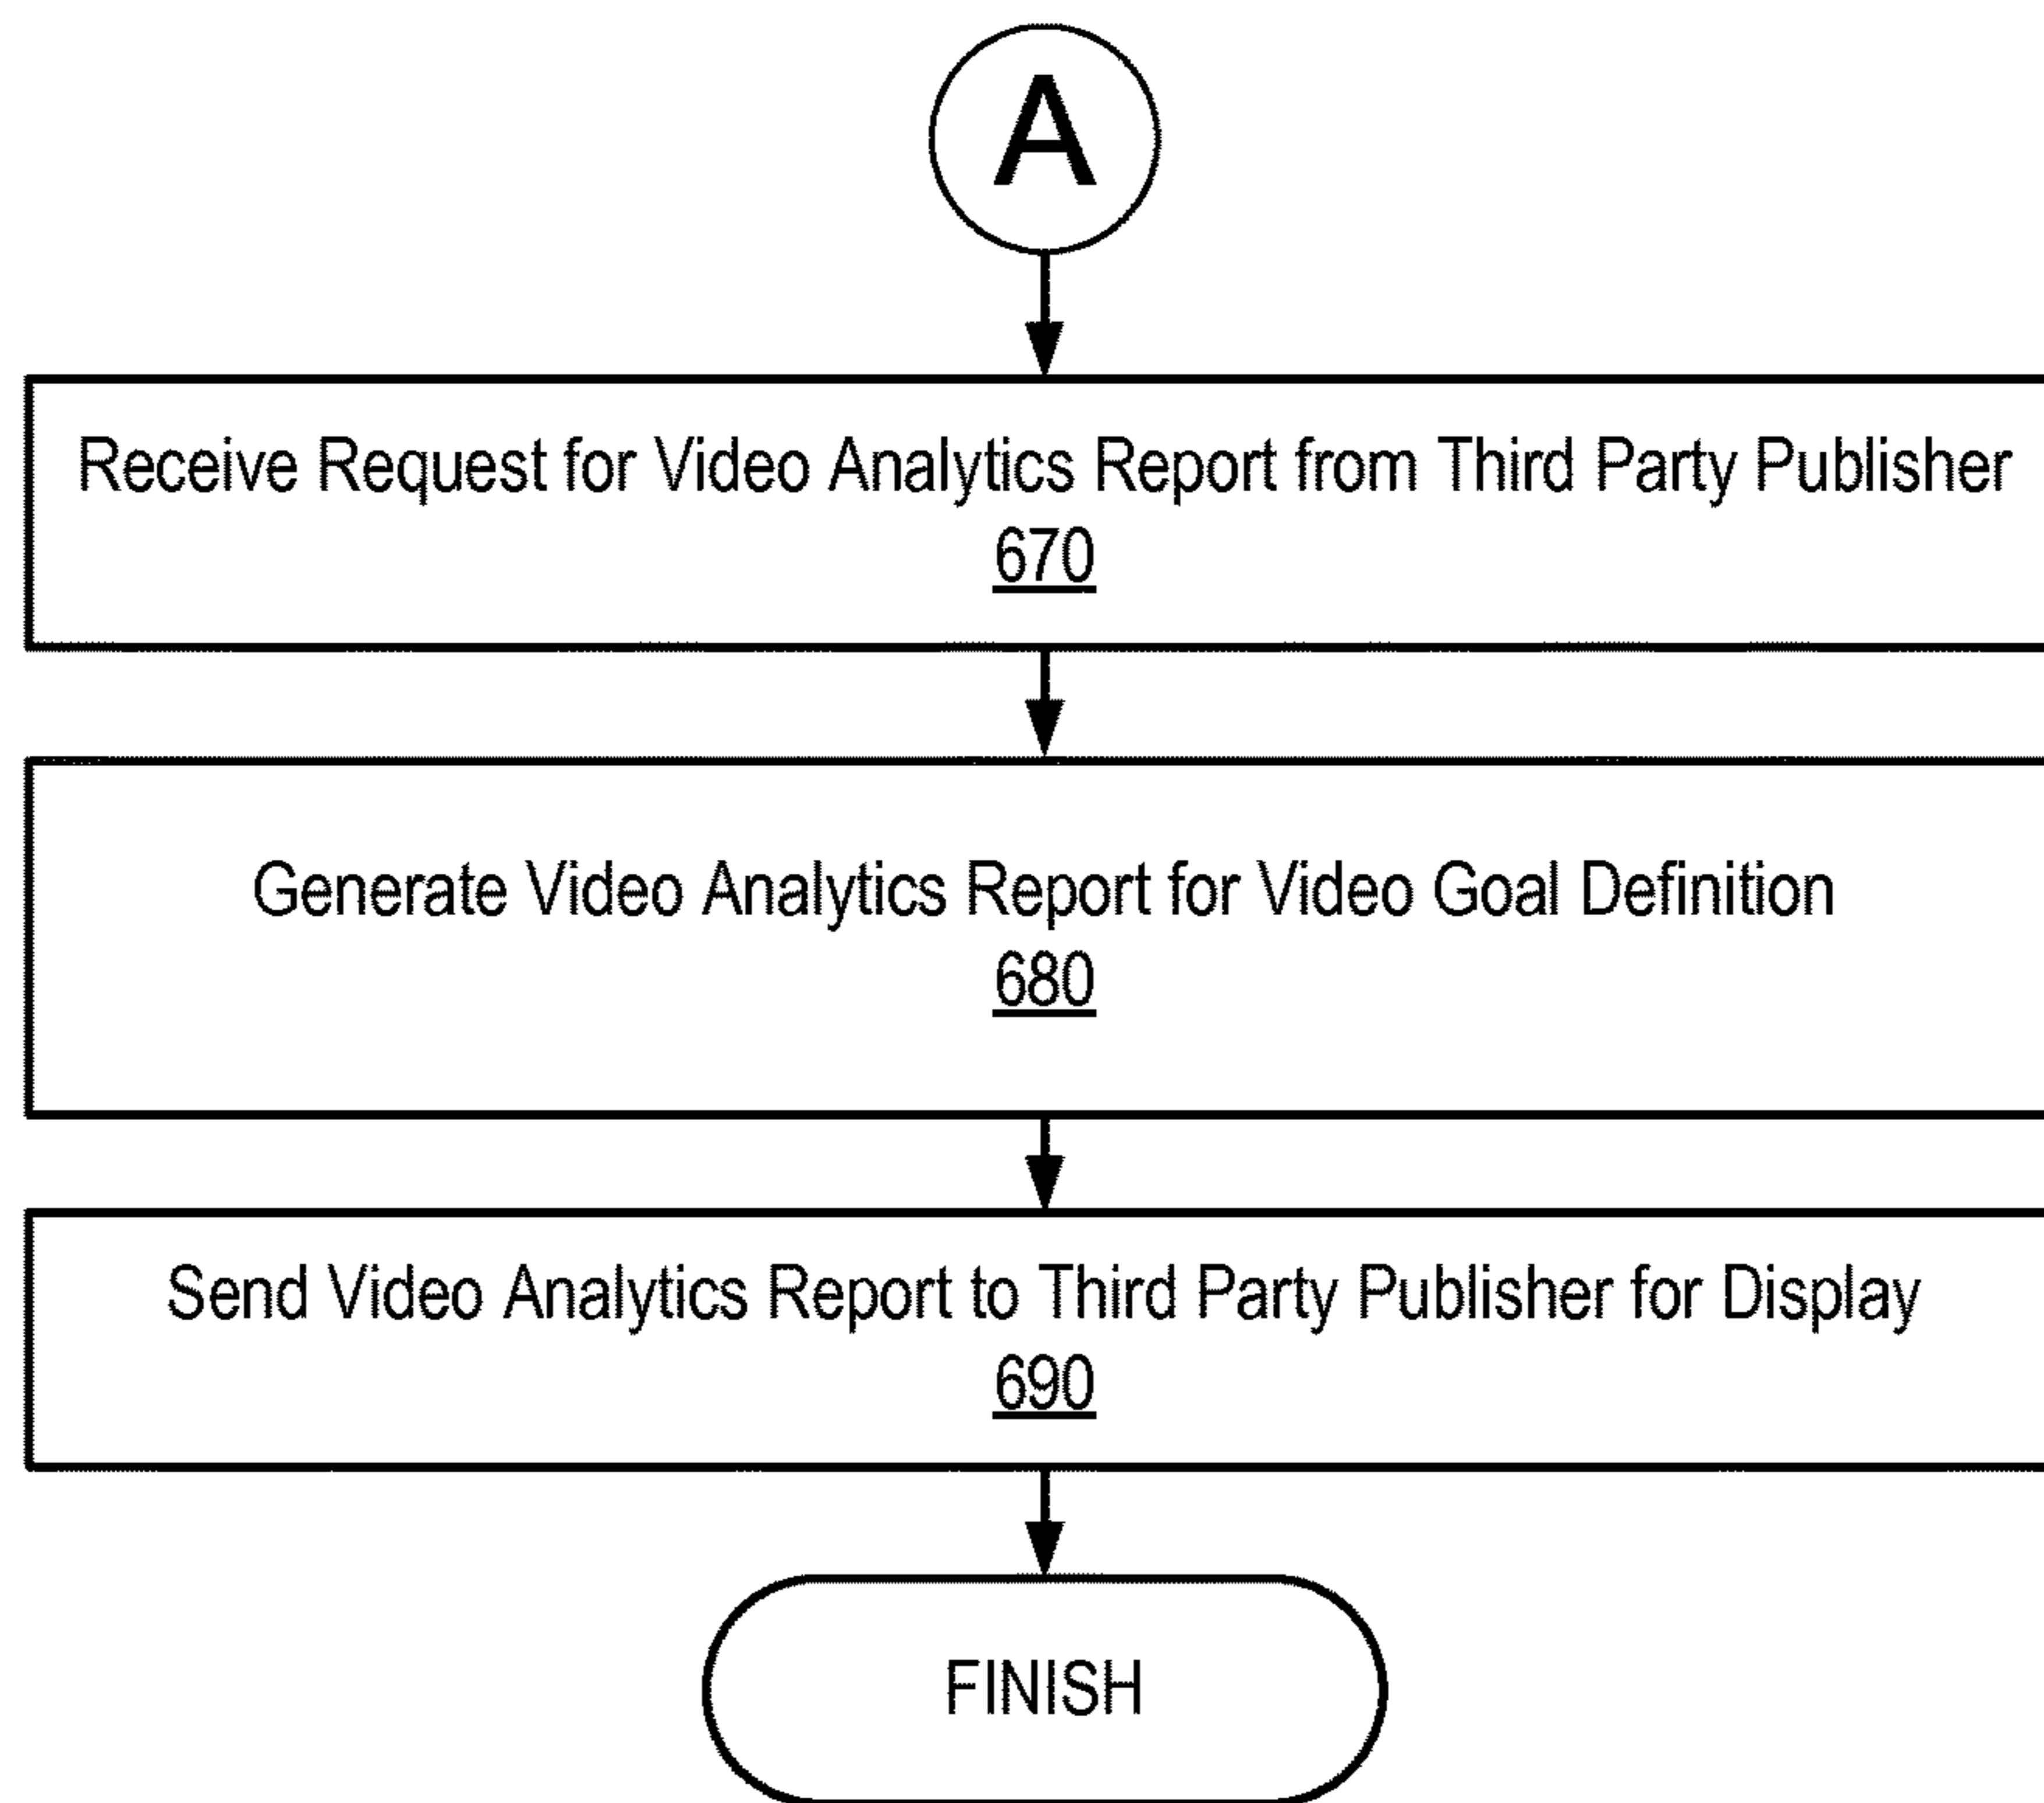 A
Receive Request for Video Analytics Report from Third Party Publisher
670
Generate Video Analytics Report for Video Goal Definition
680
Send Video Analytics Report to Third Party Publisher for Display
690
FINISH